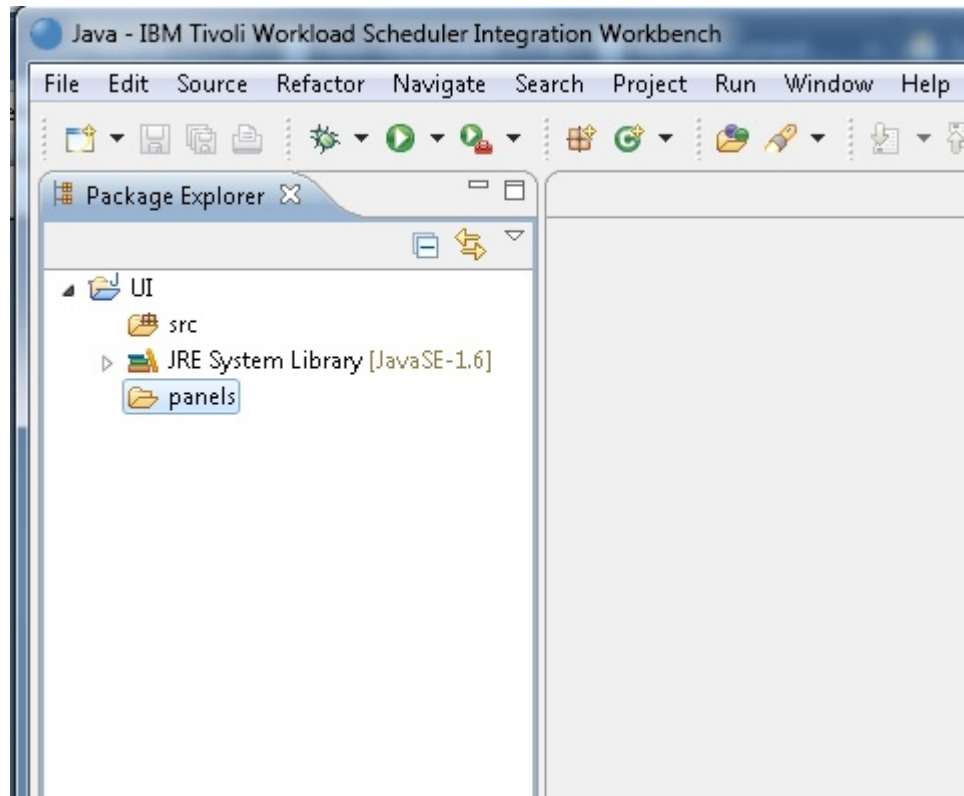 Java - IBM Tivoli Workload Scheduler Integration Workbench
File Edit Source Refactor Navigate Search Project Run Window Help
Package Explorer
UI
src
JRE System Library [JavaSE-1.6]
panels